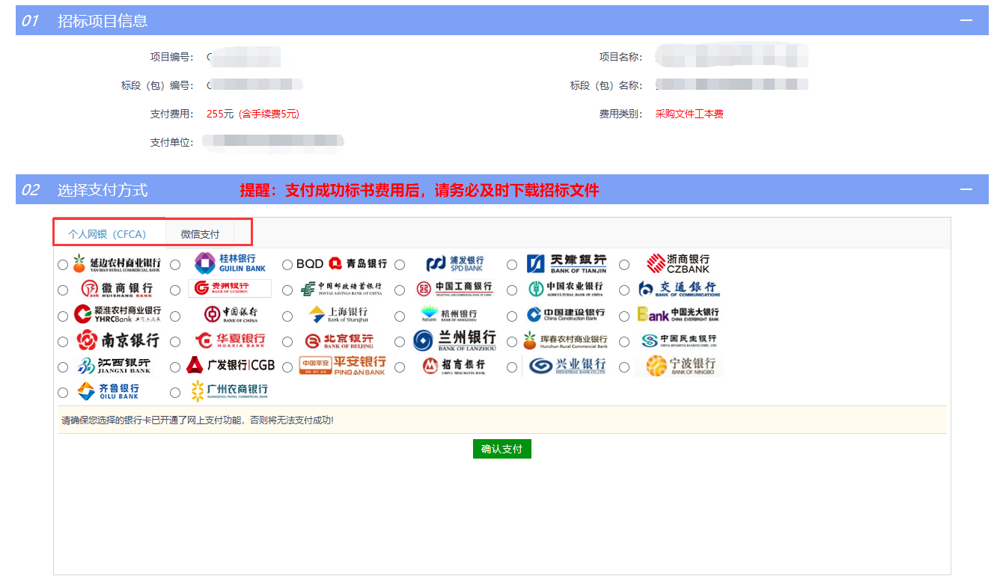 01 招标项目信息
项目编号： 项目名称：
标段（包）编号： 标段（包）名称：
支付费用： 255元 (含手续费5元) 费用类别： 采购文件工本费
支付单位：
02 选择支付方式 提醒：支付成功标书费用后，请务必及时下载招标文件
个人网银（CFCA） 微信支付
延边农村商业银行 YAN BIAN RURAL COMMERCIAL BANK 桂林银行 GUILIN BANK BQD 青岛银行 浦发银行 SPD BANK 天津银行 BANK OF TIANJIN 浙商银行 CZBANK
徽商银行 HUISHANG BANK 贵州银行 BANK OF GUIZHOU 中国邮政储蓄银行 POSTAL SAVINGS BANK OF CHINA 中国工商银行 INDUSTRIAL AND COMMERCIAL BANK OF CHINA 中国农业银行 AGRICULTURAL BANK OF CHINA 交通银行 BANK OF COMMUNICATIONS
颍淮农村商业银行 YHRCBank 中国银行 BANK OF CHINA 上海银行 Bank of Shanghai 杭州银行 BANK OF HANGZHOU 中国建设银行 China Construction Bank Bank 中国光大银行 CHINA EVERBRIGHT BANK
南京银行 华夏银行 HUAXIA BANK 北京银行 BANK OF BEIJING 兰州银行 BANK OF LANZHOU 珲春农村商业银行 Hunchun Rural Commercial Bank 中国民生银行 CHINA MINSHENG BANKING CORP., LTD
江西银行 JIANGXI BANK 广发银行|CGB 中国平安 平安银行 PING AN BANK 招商银行 CHINA MERCHANTS BANK 兴业银行 INDUSTRIAL BANK CO.,LTD. 宁波银行 BANK OF NINGBO
齐鲁银行 QILU BANK 广州农商银行 GUANGZHOU RURAL COMMERCIAL BANK
请确保您选择的银行卡已开通了网上支付功能，否则将无法支付成功!
确认支付